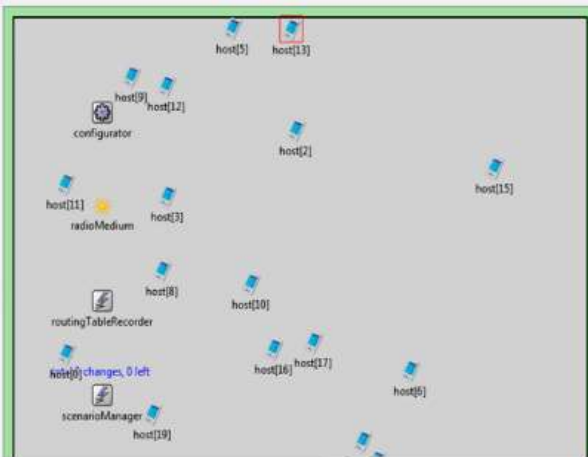 host[5]
host[13]
host[9]
host[12]
configurator
host[2]
host[15]
host[11]
host[3]
radioMedium
host[8]
host[10]
routingTableRecorder
host[16]
host[17]
changes, 0 left
host[6]
scenarioManager
host[19]